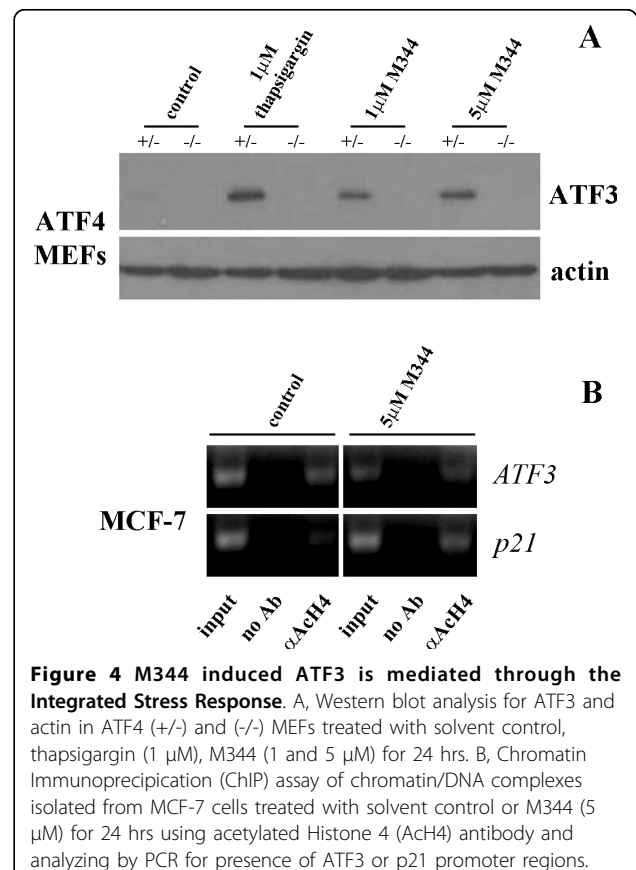 A
control
1µM
thapsigargin
1µM M344
5µM M344
+/- -/- +/- -/- +/- -/- +/- -/-
ATF4
MEFs
ATF3
actin
B
control
5µM M344
MCF-7
ATF3
p21
input
no Ab
αAcH4
input
no Ab
αAcH4
Figure 4 M344 induced ATF3 is mediated through the
Integrated Stress Response. A, Western blot analysis for ATF3 and
actin in ATF4 (+/-) and (-/-) MEFs treated with solvent control,
thapsigargin (1 µM), M344 (1 and 5 µM) for 24 hrs. B, Chromatin
Immunoprecipication (ChIP) assay of chromatin/DNA complexes
isolated from MCF-7 cells treated with solvent control or M344 (5
µM) for 24 hrs using acetylated Histone 4 (AcH4) antibody and
analyzing by PCR for presence of ATF3 or p21 promoter regions.